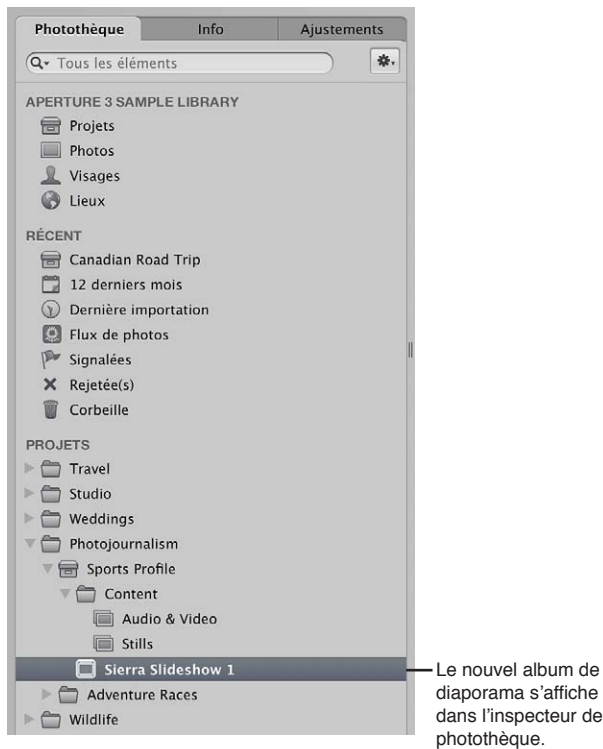 Photothèque Info Ajustements
Tous les éléments
APERTURE 3 SAMPLE LIBRARY
Projets
Photos
Visages
Lieux
RÉCENT
Canadian Road Trip
12 derniers mois
Dernière importation
Flux de photos
Signalées
Rejetée(s)
Corbeille
PROJETS
Travel
Studio
Weddings
Photojournalism
Sports Profile
Content
Audio & Video
Stills
Sierra Slideshow 1
Adventure Races
Wildlife
Le nouvel album de
diaporama s’affiche
dans l’inspecteur de
photothèque.